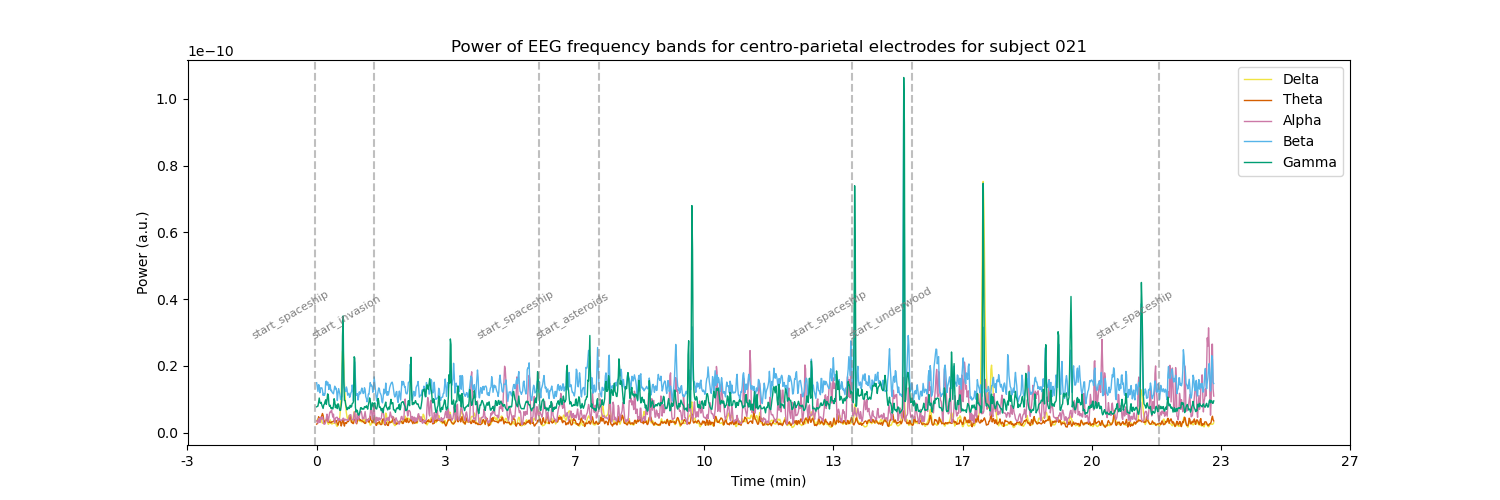 Power of EEG frequency bands for centro-parietal electrodes for subject 021
1e−10
Delta
Theta
Alpha
Beta
Gamma
1.0
0.8
0.6
0.4
0.2
0.0
Power (a.u.)
start_spaceship
start_invasion
start_spaceship
start_asteroids
start_spaceship
start_underwood
start_spaceship
-3
0
3
7
10
13
17
20
23
27
Time (min)